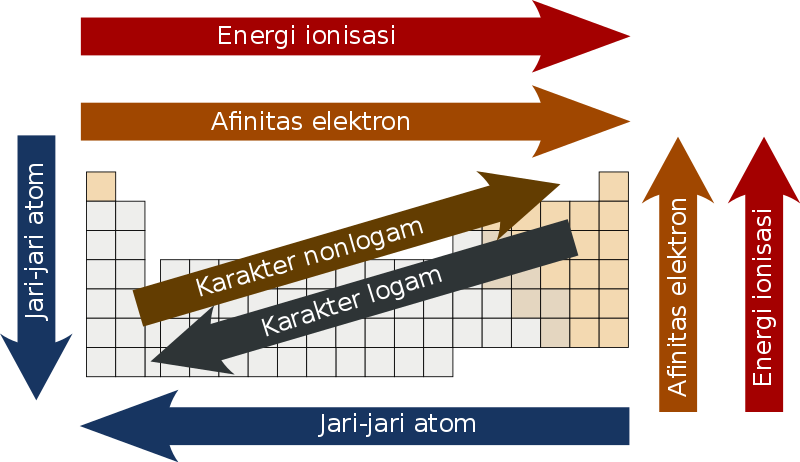 Energi ionisasi
Afinitas elektron
Jari-jari atom
Karakter nonlogam
Karakter logam
Afinitas elektron
Energi ionisasi
Jari-jari atom